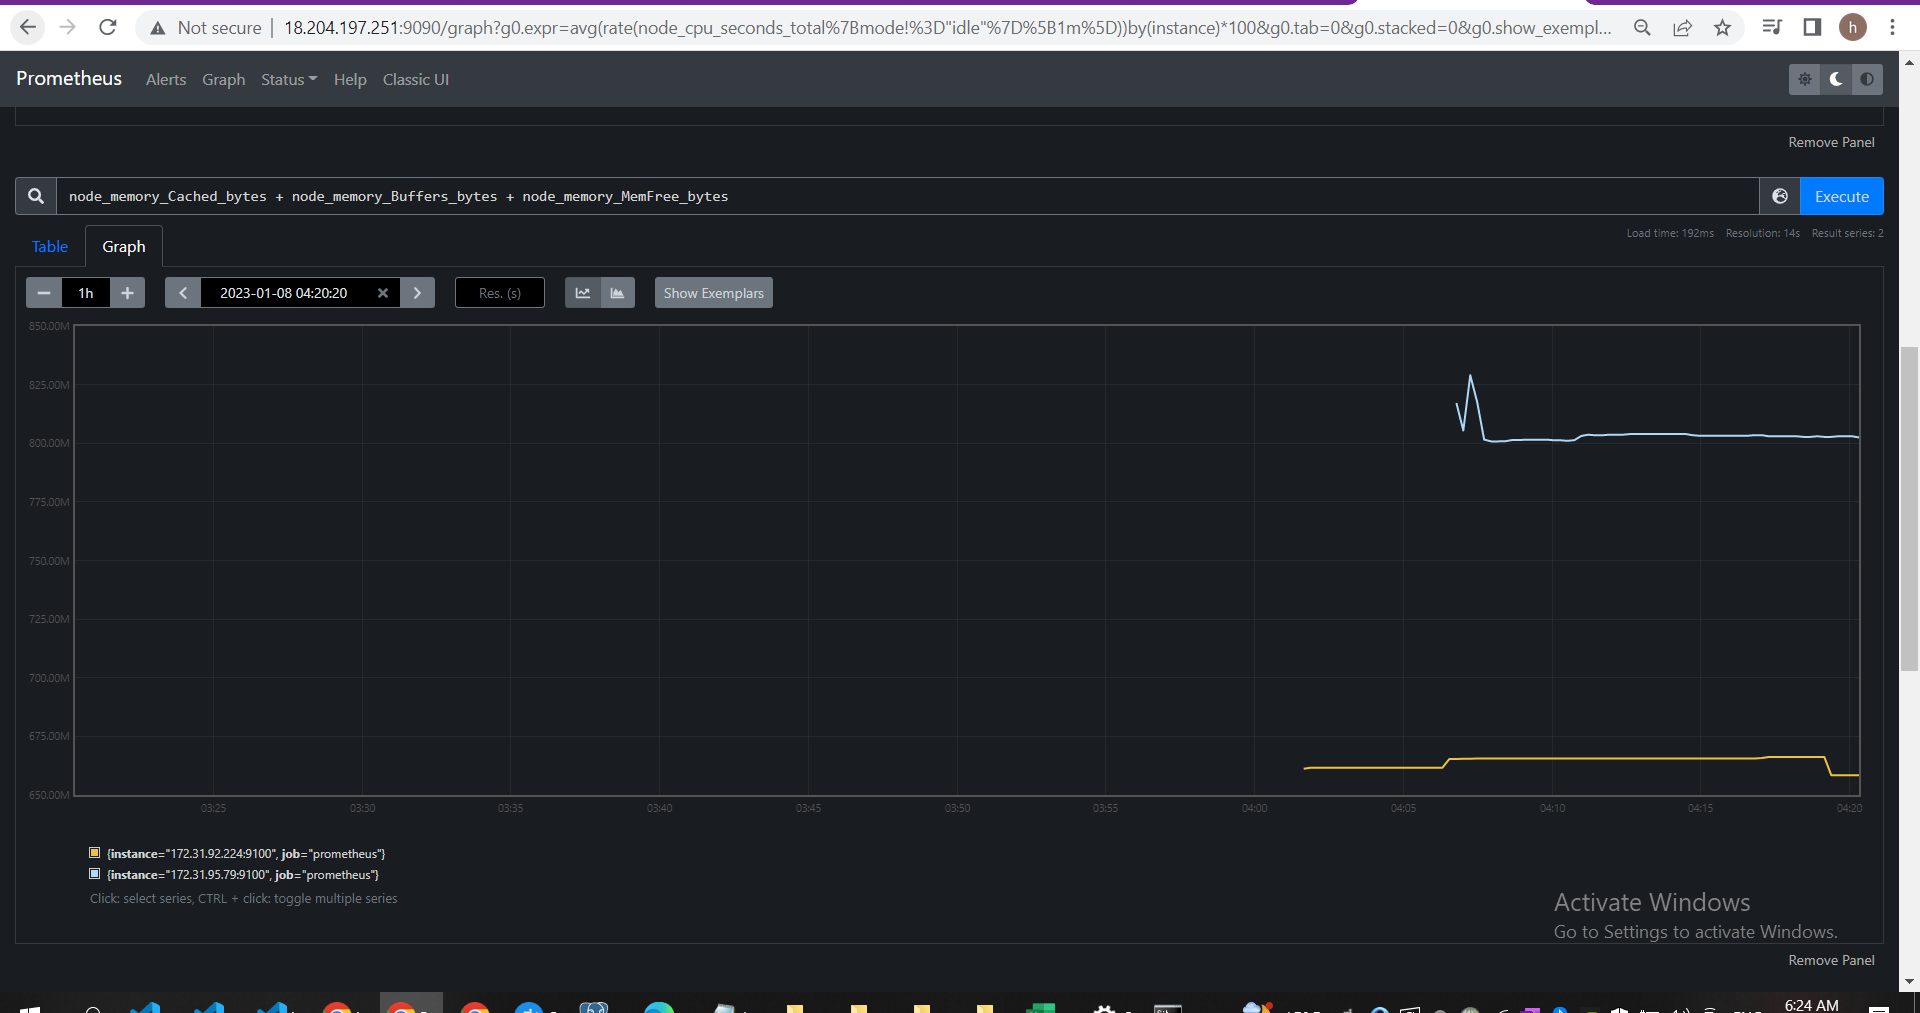 Not secure | 18.204.197.251:9090/graph?g0.expr=avg(rate(node_cpu_seconds_total%7Bmode!%3D"idle"%7D%5B1m%5D))by(instance)*100&g0.tab=0&g0.stacked=0&g0.show_exempl...
h
Prometheus Alerts Graph Status Help Classic UI
Remove Panel
node_memory_Cached_bytes + node_memory_Buffers_bytes + node_memory_MemFree_bytes
Execute
Table Graph
Load time: 192ms Resolution: 14s Result series: 2
1h
2023-01-08 04:20:20
Res. (s)
Show Exemplars
850.00M
825.00M
800.00M
775.00M
750.00M
725.00M
700.00M
675.00M
650.00M
03:25 03:30 03:35 03:40 03:45 03:50 03:55 04:00 04:05 04:10 04:15 04:20
{instance="172.31.92.224:9100", job="prometheus"}
{instance="172.31.95.79:9100", job="prometheus"}
Click: select series, CTRL + click: toggle multiple series
Activate Windows
Go to Settings to activate Windows.
Remove Panel
6:24 AM